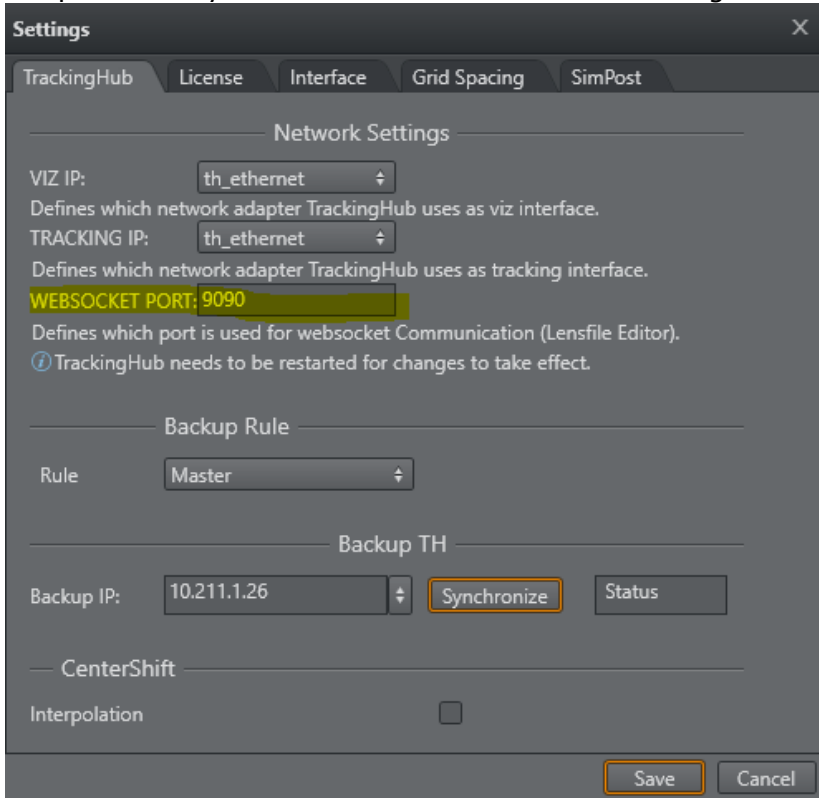 Settings X
TrackingHub License Interface Grid Spacing SimPost
Network Settings
VIZ IP: th_ethernet
Defines which network adapter TrackingHub uses as viz interface.
TRACKING IP: th_ethernet
Defines which network adapter TrackingHub uses as tracking interface.
WEBSOCKET PORT: 9090
Defines which port is used for websocket Communication (Lensfile Editor).
TrackingHub needs to be restarted for changes to take effect.
Backup Rule
Rule Master
Backup TH
Backup IP: 10.211.1.26 Synchronize Status
CenterShift
Interpolation
Save Cancel